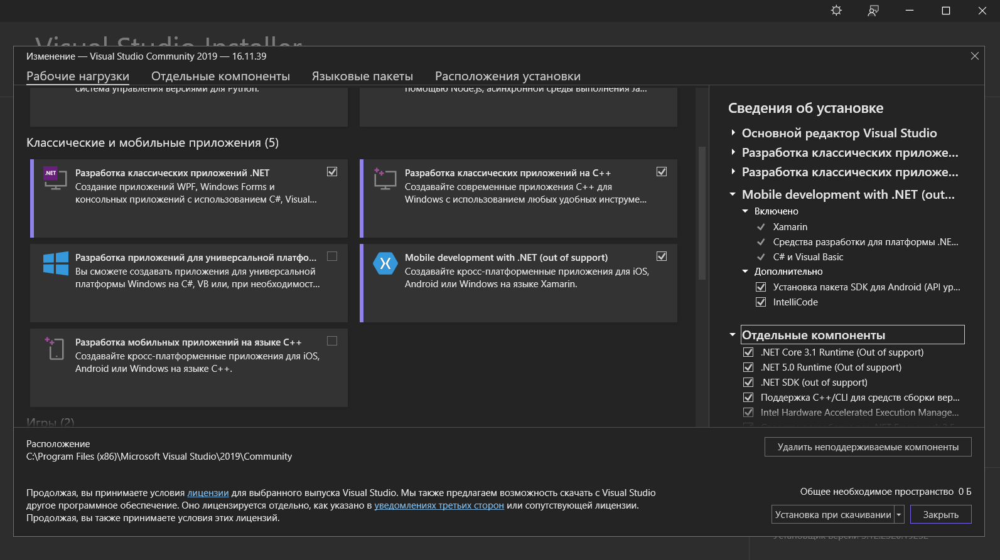 Visual Studio Installer
Изменение — Visual Studio Community 2019 — 16.11.39
Рабочие нагрузки
Отдельные компоненты
Языковые пакеты
Расположения установки
система управления версиями для Python.
помощью Node.js, асинхронной среды выполнения Ja...
Классические и мобильные приложения (5)
.NET
Разработка классических приложений .NET
Создание приложений WPF, Windows Forms и
консольных приложений с использованием C#, Visual...
Разработка классических приложений на C++
Создавайте современные приложения C++ для
Windows с использованием любых удобных инструме...
Разработка приложений для универсальной платфо...
Вы сможете создавать приложения для универсальной
платформы Windows на C#, VB или, при необходимост...
Mobile development with .NET (out of support)
Создавайте кросс-платформенные приложения для iOS,
Android или Windows на языке Xamarin.
Разработка мобильных приложений на языке C++
Создавайте кросс-платформенные приложения для iOS,
Android или Windows на языке C++.
Игры (2)
Сведения об установке
Основной редактор Visual Studio
Разработка классических приложе...
Разработка классических приложе...
Mobile development with .NET (out...
Включено
Xamarin
Средства разработки для платформы .NE...
C# и Visual Basic
Дополнительно
Установка пакета SDK для Android (API ур...
IntelliCode
Отдельные компоненты
.NET Core 3.1 Runtime (Out of support)
.NET 5.0 Runtime (Out of support)
.NET SDK (out of support)
Поддержка C++/CLI для средств сборки вер...
Intel Hardware Accelerated Execution Manage...
Расположение
C:\Program Files (x86)\Microsoft Visual Studio\2019\Community
Удалить неподдерживаемые компоненты
Продолжая, вы принимаете условия лицензии для выбранного выпуска Visual Studio. Мы также предлагаем возможность скачать с Visual Studio
другое программное обеспечение. Оно лицензируется отдельно, как указано в уведомлениях третьих сторон или сопутствующей лицензии.
Продолжая, вы также принимаете условия этих лицензий.
Общее необходимое пространство 0 Б
Установка при скачивании
Закрыть